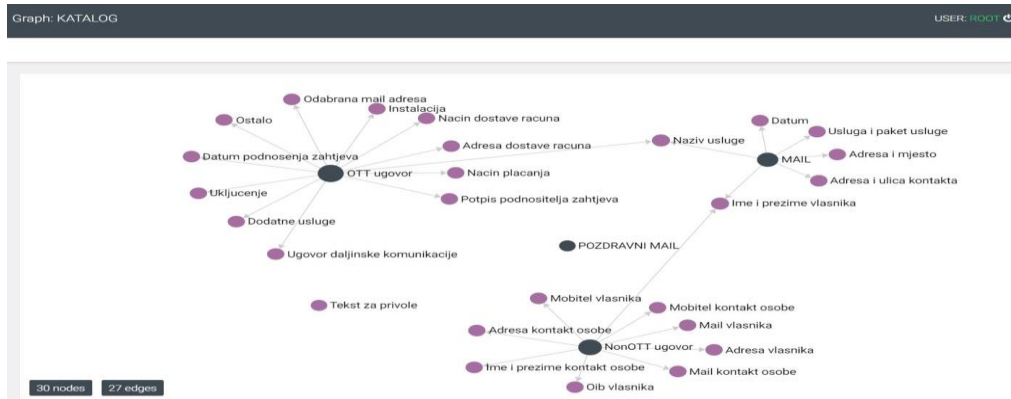 Graph: KATALOG
USER: ROOT
Odabrana mail adresa
Instalacija
Ostalo
Nacin dostave racuna
Datum
Usluga i paket usluge
Naziv usluge
Adresa dostave racuna
Datum podnosenja zahtjeva
MAIL
Adresa i mjesto
OTT ugovor
Nacin placanja
Adresa i ulica kontakta
Ukljucenje
Potpis podnositelja zahtjeva
Ime i prezime vlasnika
Dodatne usluge
POZDRAVNI MAIL
Ugovor daljinske komunikacije
Mobitel vlasnika
Tekst za privole
Mobitel kontakt osobe
Mail vlasnika
Adresa kontakt osobe
NonOTT ugovor
Adresa vlasnika
Ime i prezime kontakt osobe
Mail kontakt osobe
Oib vlasnika
30 nodes
27 edges